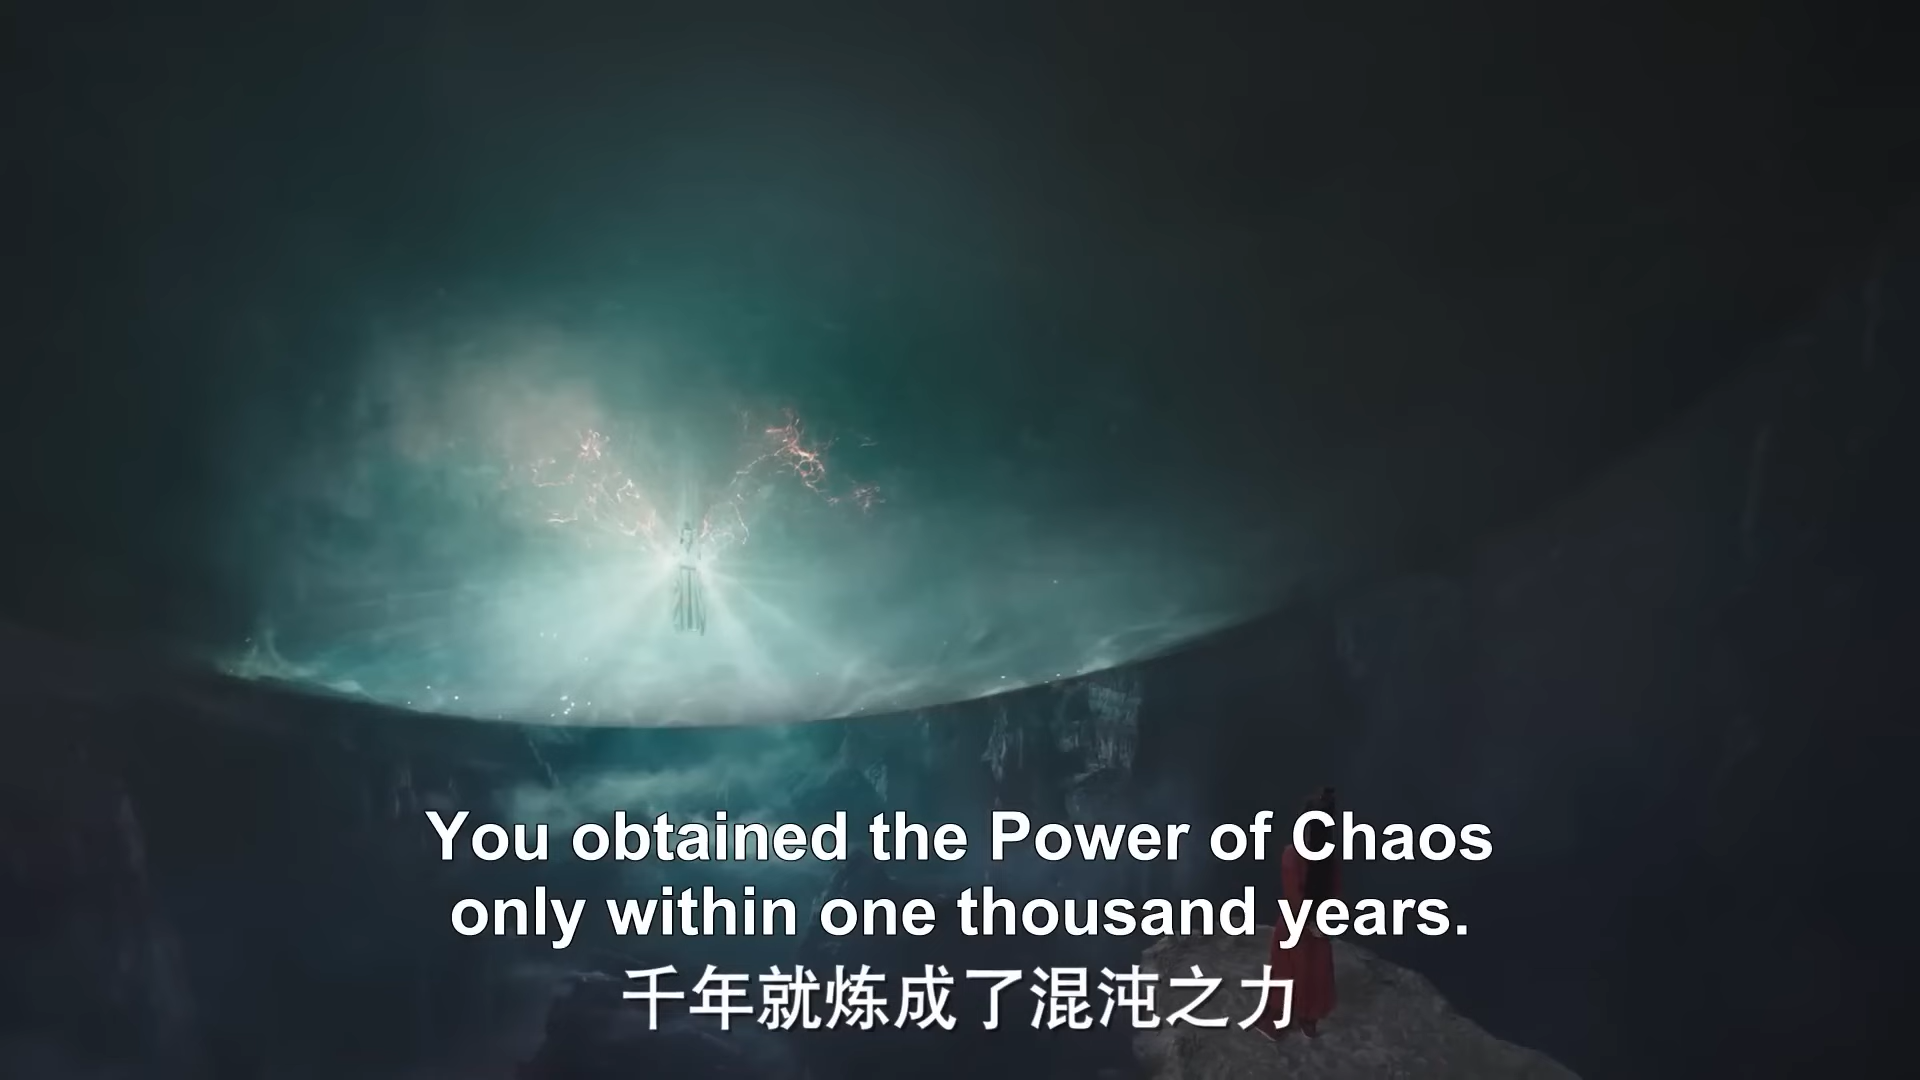 You obtained the Power of Chaos
only within one thousand years.
千年就炼成了混沌之力